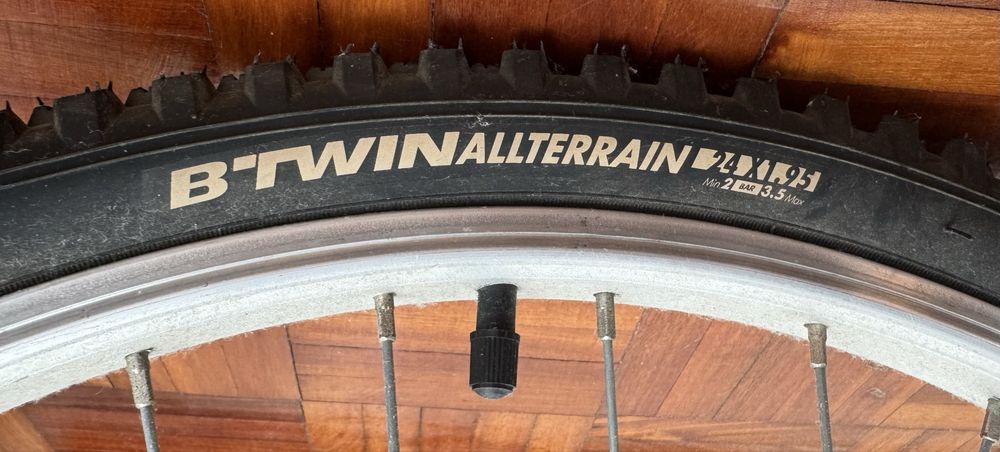 B'TWIN ALLTERRAIN 24X1.95
Min 2 BAR 3.5 Max